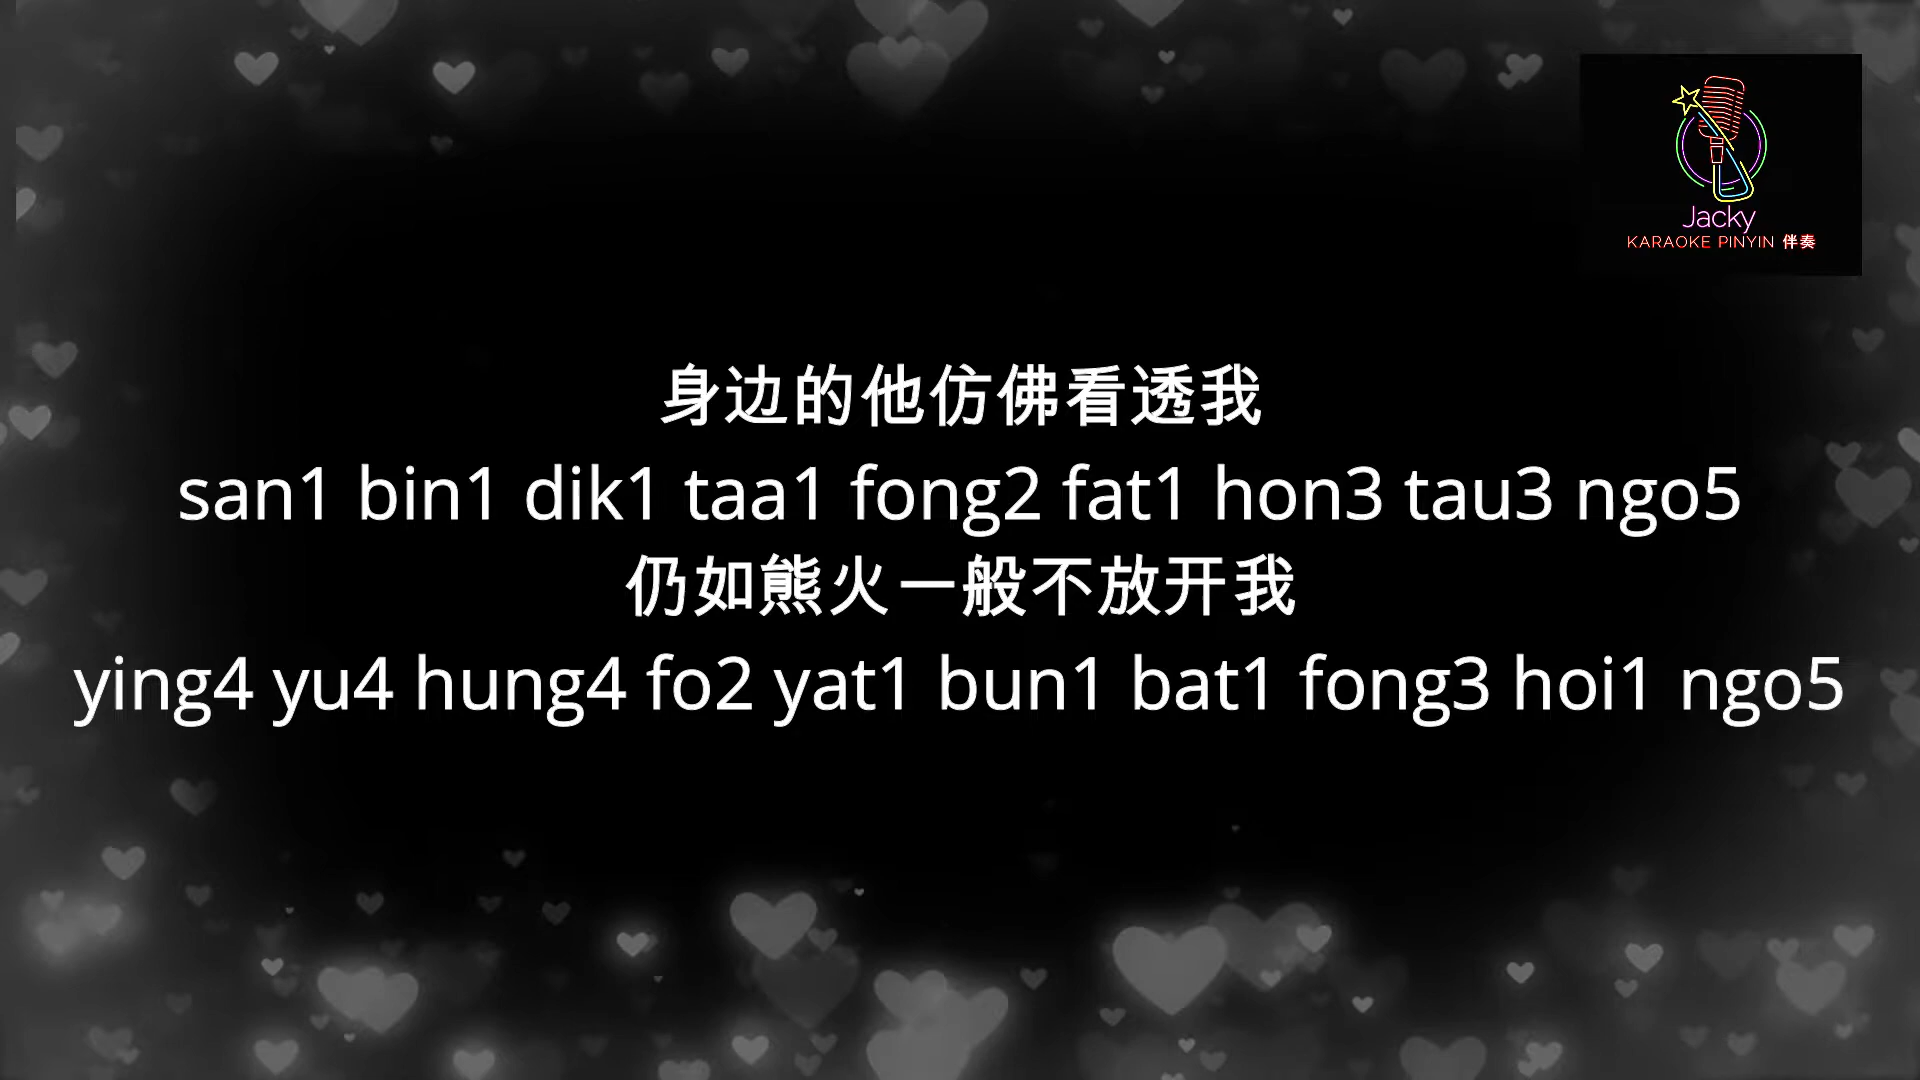 Jacky
KARAOKE PINYIN 伴奏
身边的他仿佛看透我
san1 bin1 dik1 taa1 fong2 fat1 hon3 tau3 ngo5
仍如熊火一般不放开我
ying4 yu4 hung4 fo2 yat1 bun1 bat1 fong3 hoi1 ngo5